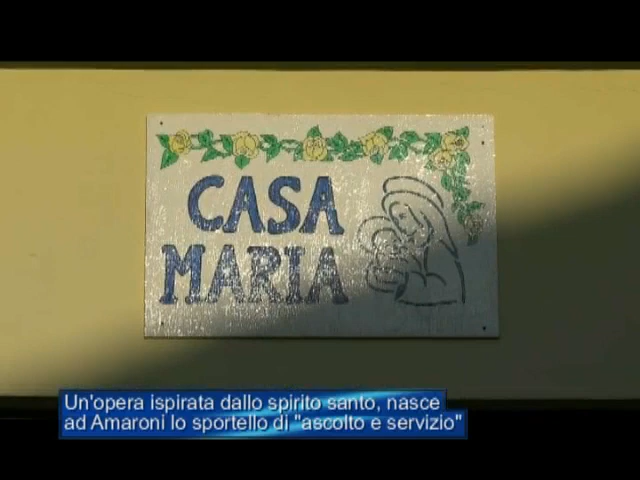 CASA
MARIA
Un'opera ispirata dallo spirito santo, nasce
ad Amaroni lo sportello di "ascolto e servizio"